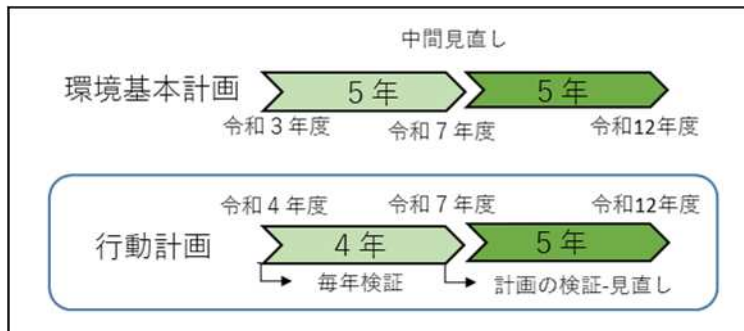 中間見直し
環境基本計画
5年
5年
令和3年度
令和7年度
令和12年度
令和4年度
令和7年度
令和12年度
行動計画
4年
5年
毎年検証
計画の検証-見直し